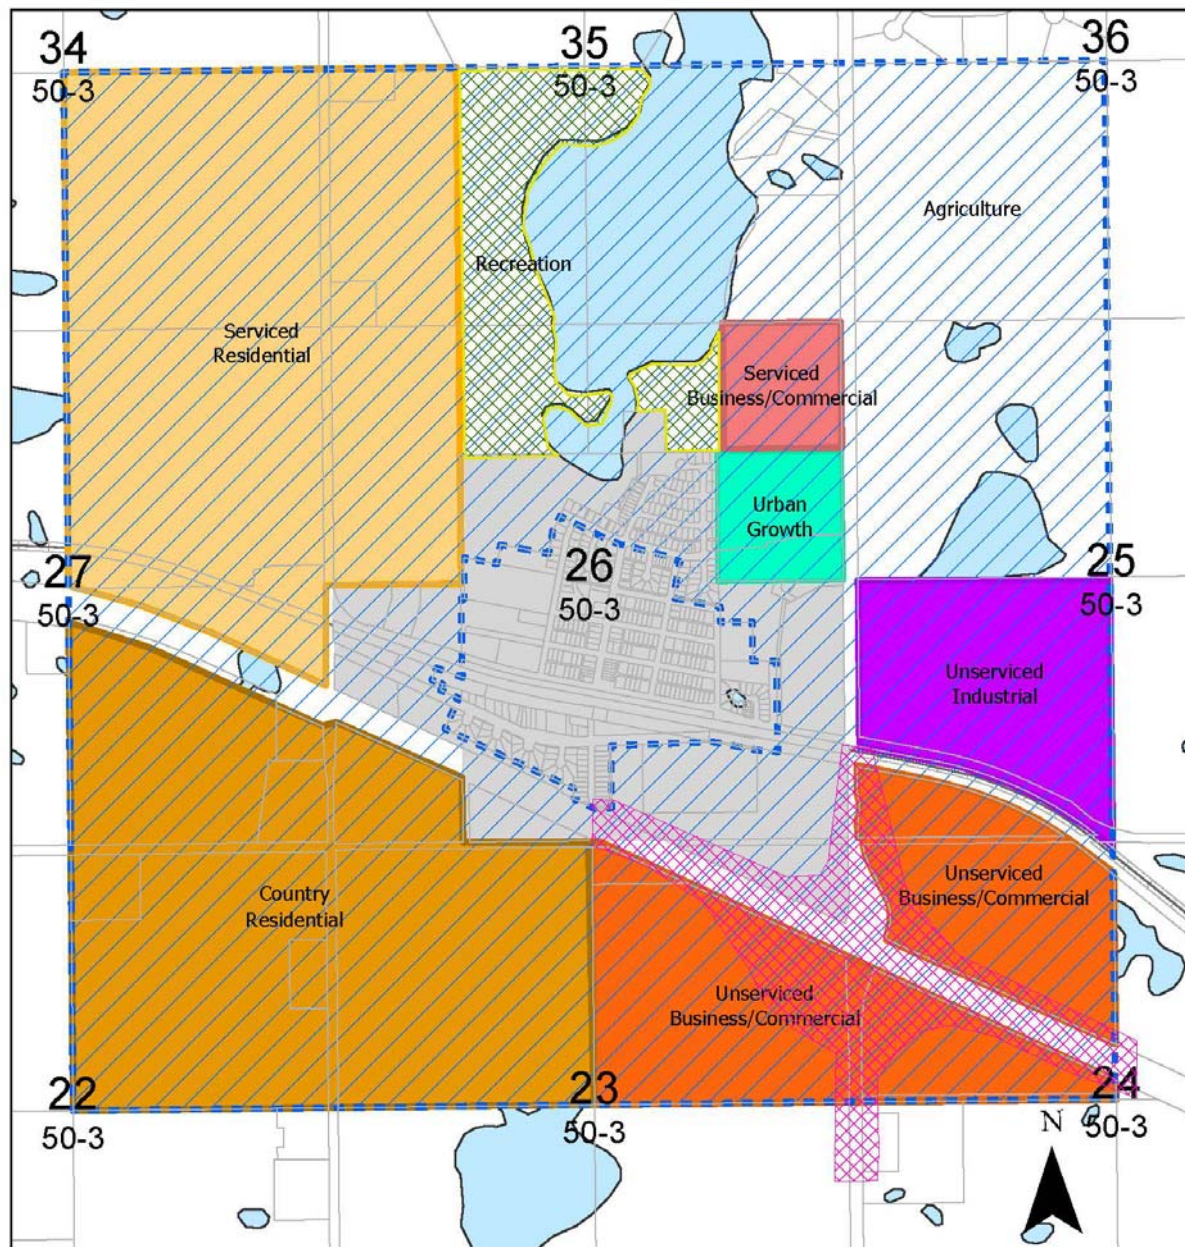 34
50-3
35
50-3
36
50-3
Agriculture
Recreation
Serviced
Residential
Serviced
Business/Commercial
Urban
Growth
27
50-3
26
50-3
25
50-3
Unserviced
Industrial
Country
Residential
Unserviced
Business/Commercial
Unserviced
Business/Commercial
22
50-3
23
50-3
24
50-3
N